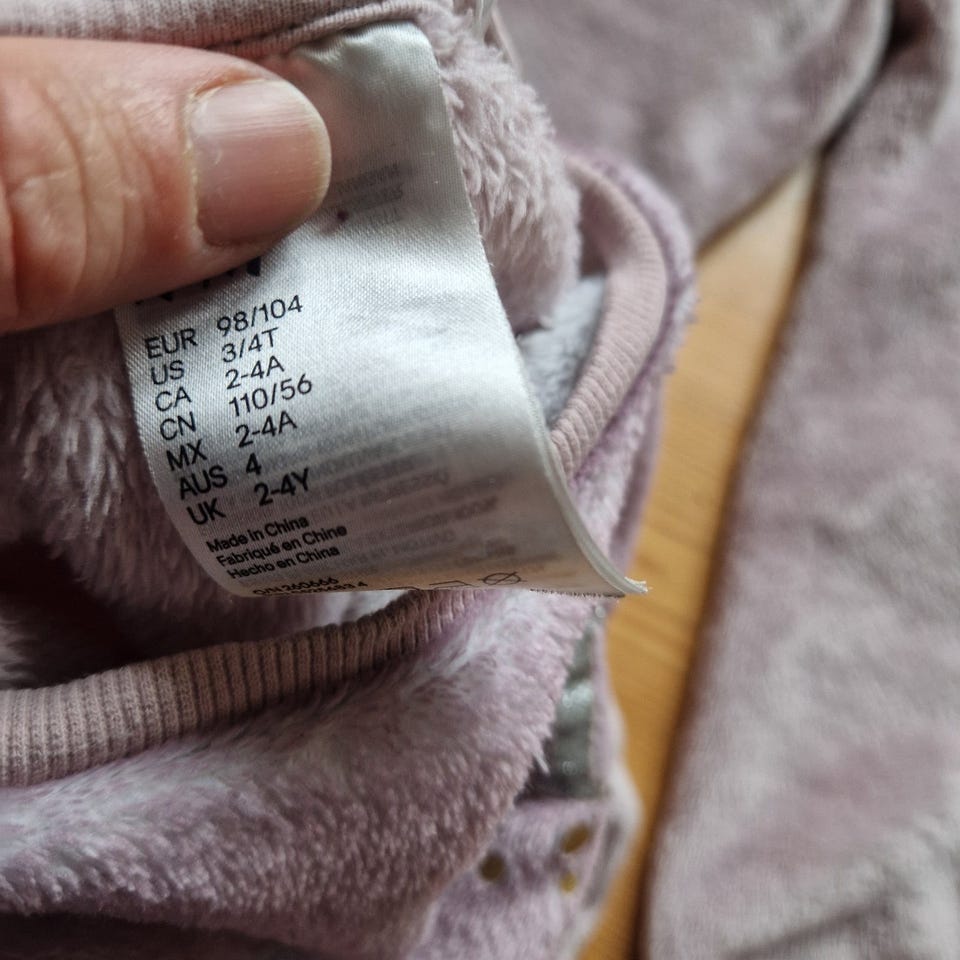 EUR 98/104
US 3/4T
CA 2-4A
CN 110/56
MX 2-4A
AUS 4
UK 2-4Y
Made in China
Fabriqué en Chine
Hecho en China
O/N 360666